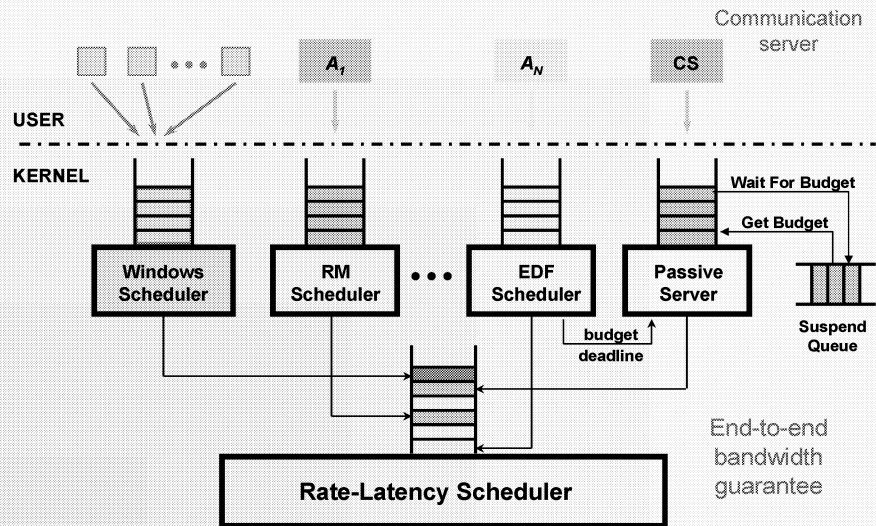 Communication
server
A1
AN
CS
USER
KERNEL
Wait For Budget
Get Budget
Windows
Scheduler
RM
Scheduler
EDF
Scheduler
Passive
Server
budget
deadline
Suspend
Queue
End-to-end
bandwidth
guarantee
Rate-Latency Scheduler